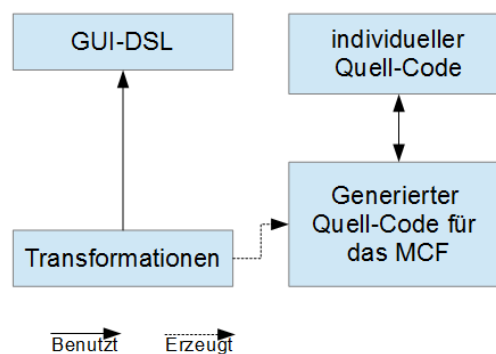 GUI-DSL
individueller
Quell-Code
Transformationen
Generierter
Quell-Code für
das MCF
Benutzt
Erzeugt